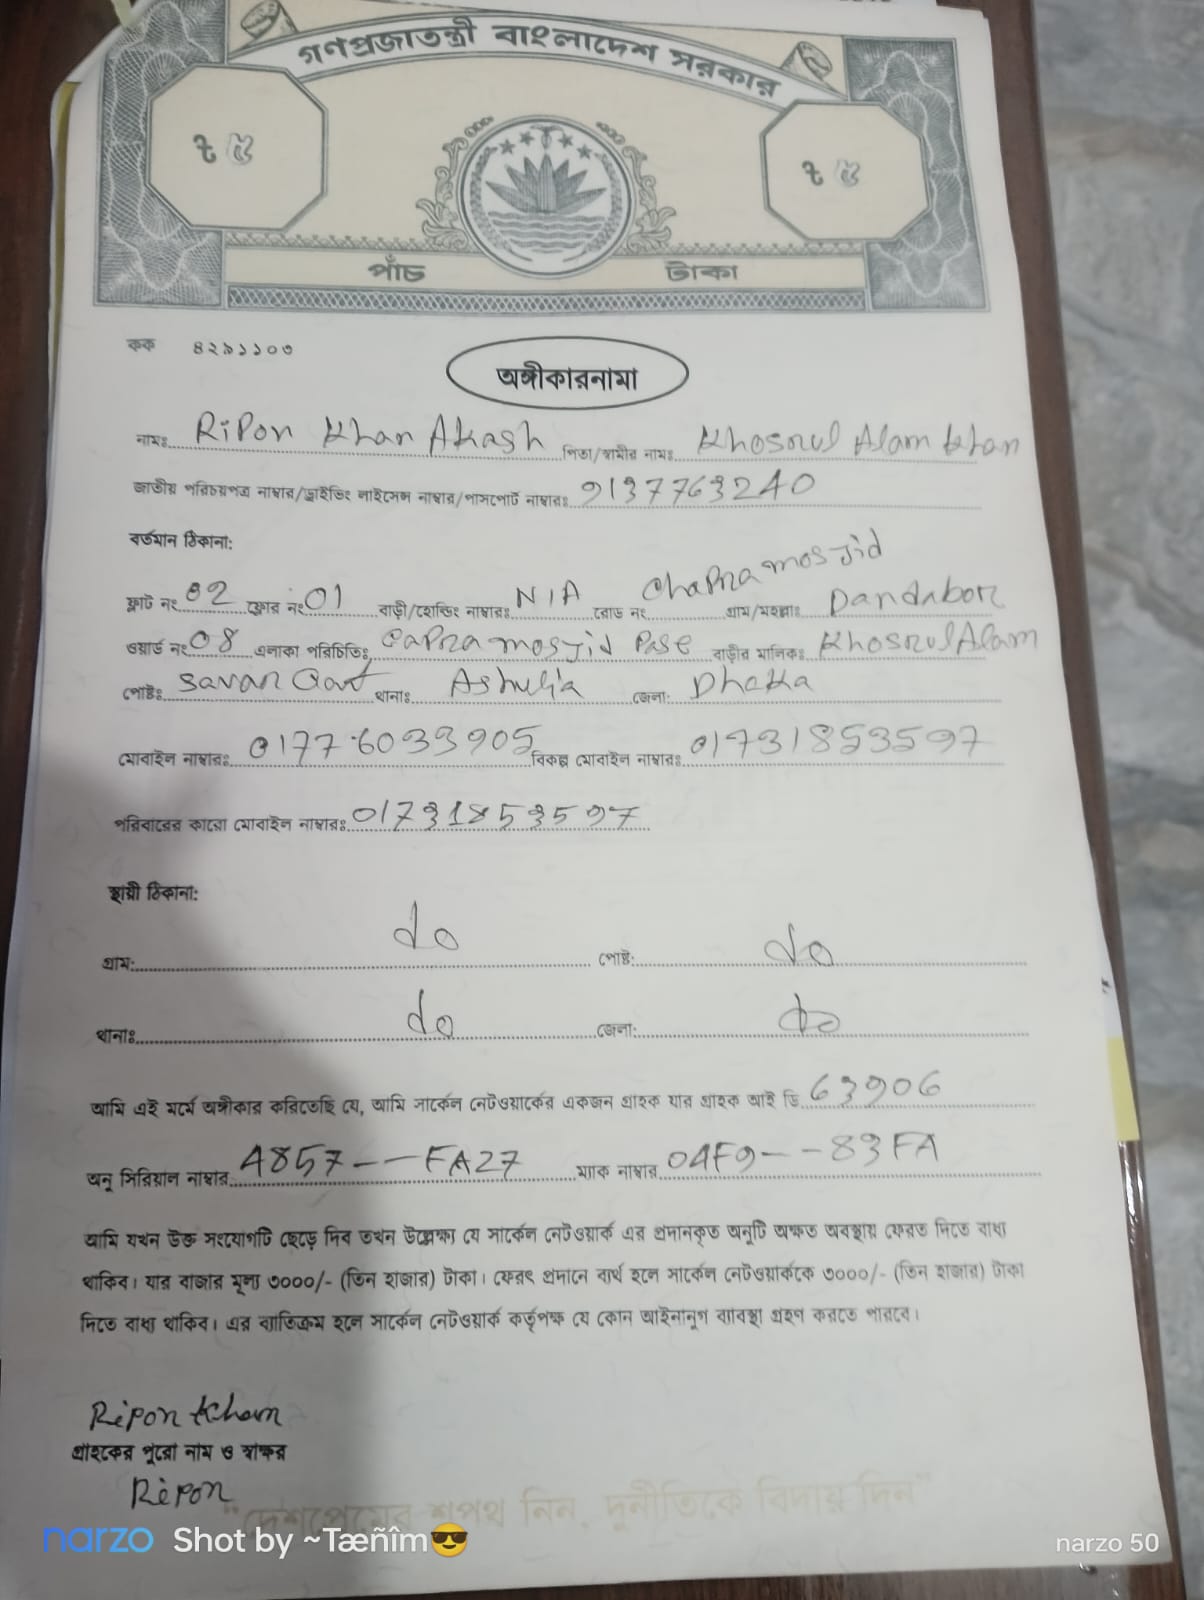 গণপ্রজাতন্ত্রী বাংলাদেশ সরকার
৳ ৫ ৳ ৫
পাঁচ টাকা
কক ৪২৯১১০৩
অঙ্গীকারনামা
নামঃ Ripon Khan Akash পিতা/স্বামীর নামঃ Khosrul Alam Khan
জাতীয় পরিচয়পত্র নাম্বার/ড্রাইভিং লাইসেন্স নাম্বার/পাসপোর্ট নাম্বারঃ 9137763240
বর্তমান ঠিকানা:
ফ্লাট নং 02 ফ্লোর নং 01 বাড়ী/হোল্ডিং নাম্বারঃ N/A রোড নং Chapra mosjid গ্রাম/মহল্লাঃ Dandabor
ওয়ার্ড নং 08 এলাকা পরিচিতিঃ Capra mosjid Pase বাড়ীর মালিকঃ Khosrul Alam
পোষ্টঃ Savar Cant থানাঃ Ashulia জেলা: Dhaka
মোবাইল নাম্বারঃ 01776033905 বিকল্প মোবাইল নাম্বারঃ 01731853597
পরিবারের কারো মোবাইল নাম্বারঃ 01731853597
স্থায়ী ঠিকানা:
গ্রাম: do পোষ্ট: do
থানাঃ do জেলা: do
আমি এই মর্মে অঙ্গীকার করিতেছি যে, আমি সার্কেল নেটওয়ার্কের একজন গ্রাহক যার গ্রাহক আই ডি 63906
অনু সিরিয়াল নাম্বার 4857--FA27 ম্যাক নাম্বার 04F9--83FA
আমি যখন উক্ত সংযোগটি ছেড়ে দিব তখন উল্লেক্ষ্য যে সার্কেল নেটওয়ার্ক এর প্রদানকৃত অনুটি অক্ষত অবস্থায় ফেরত দিতে বাধ্য
থাকিব। যার বাজার মূল্য ৩০০০/- (তিন হাজার) টাকা। ফেরৎ প্রদানে ব্যর্থ হলে সার্কেল নেটওয়ার্ককে ৩০০০/- (তিন হাজার) টাকা
দিতে বাধ্য থাকিব। এর ব্যতিক্রম হলে সার্কেল নেটওয়ার্ক কর্তৃপক্ষ যে কোন আইনানুগ ব্যাবস্থা গ্রহণ করতে পারবে।
Ripon Khan
গ্রাহকের পুরো নাম ও স্বাক্ষর
Ripon
"দেশপ্রেমের শপথ নিন, দুর্নীতিকে বিদায় দিন"
narzo Shot by ~Tæñîm😎 narzo 50